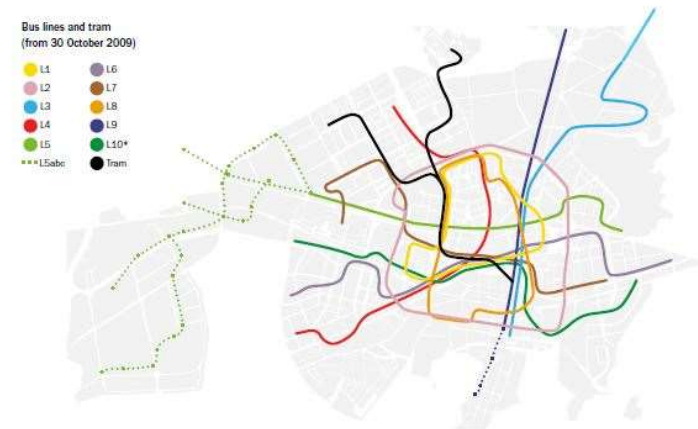 Bus lines and tram
(from 30 October 2009)
L1
L2
L3
L4
L5
L5abc
L6
L7
L8
L9
L10*
Tram